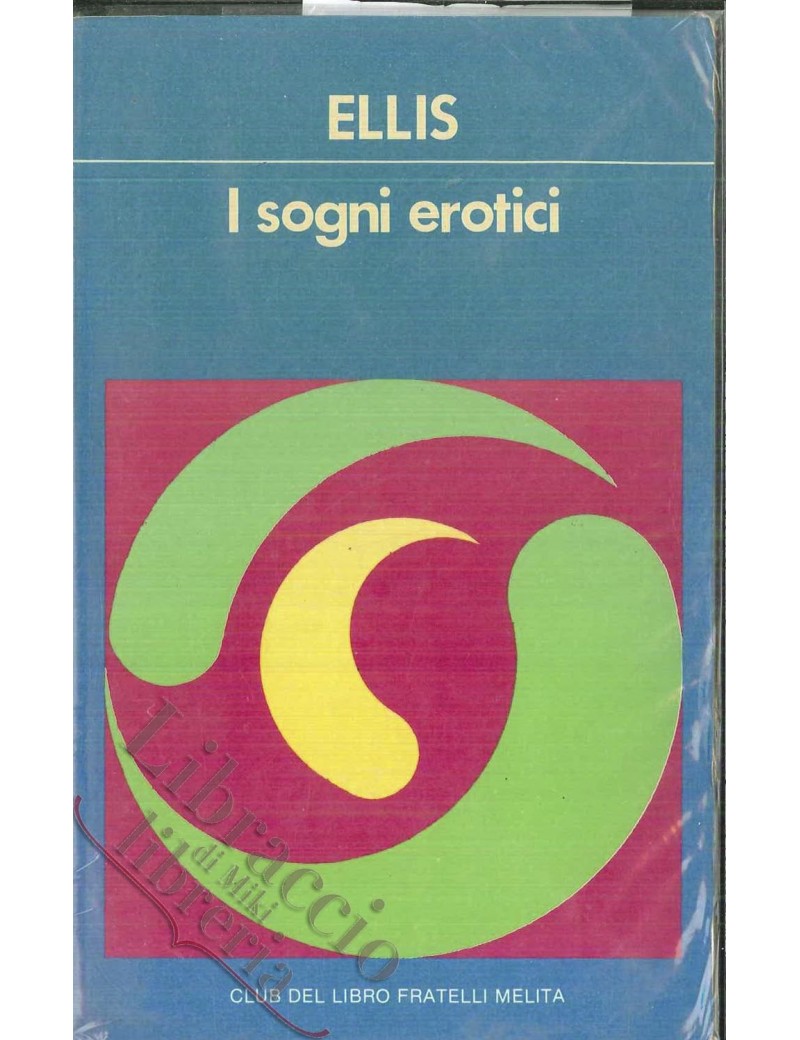 ELLIS
I sogni erotici
Libraccio
di Miki
libreria
CLUB DEL LIBRO FRATELLI MELITA